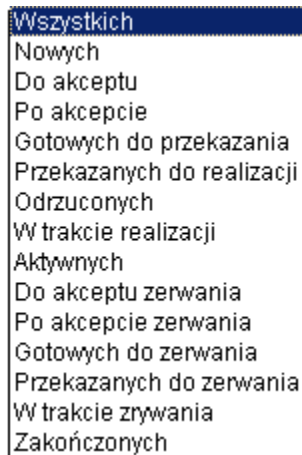 Wszystkich
Nowych
Do akceptu
Po akcepcie
Gotowych do przekazania
Przekazanych do realizacji
Odrzuconych
W trakcie realizacji
Aktywnych
Do akceptu zerwania
Po akcepcie zerwania
Gotowych do zerwania
Przekazanych do zerwania
W trakcie zrywania
Zakończonych